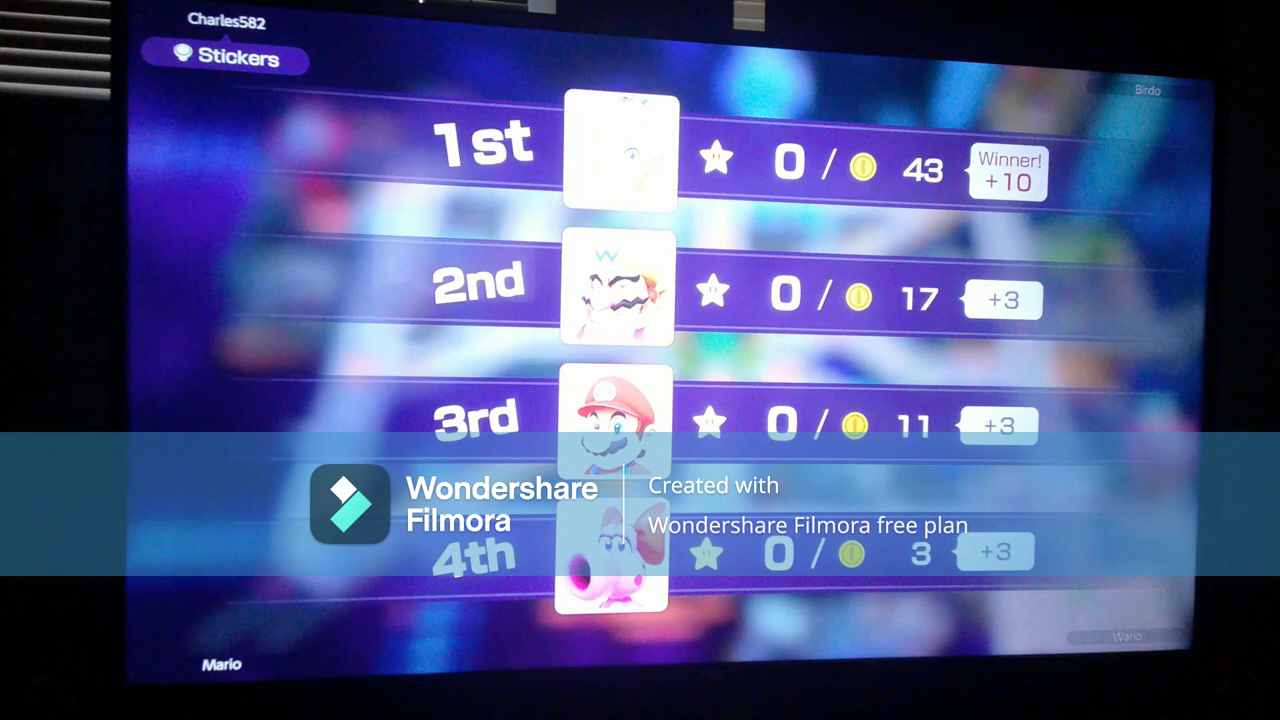 Charles582
Stickers
Birdo
1st
0 / 43
Winner!
+10
2nd
0 / 17
+3
3rd
0 / 11
+3
Wondershare
Filmora
Created with
Wondershare Filmora free plan
4th
0 / 3
+3
Mario
Wario